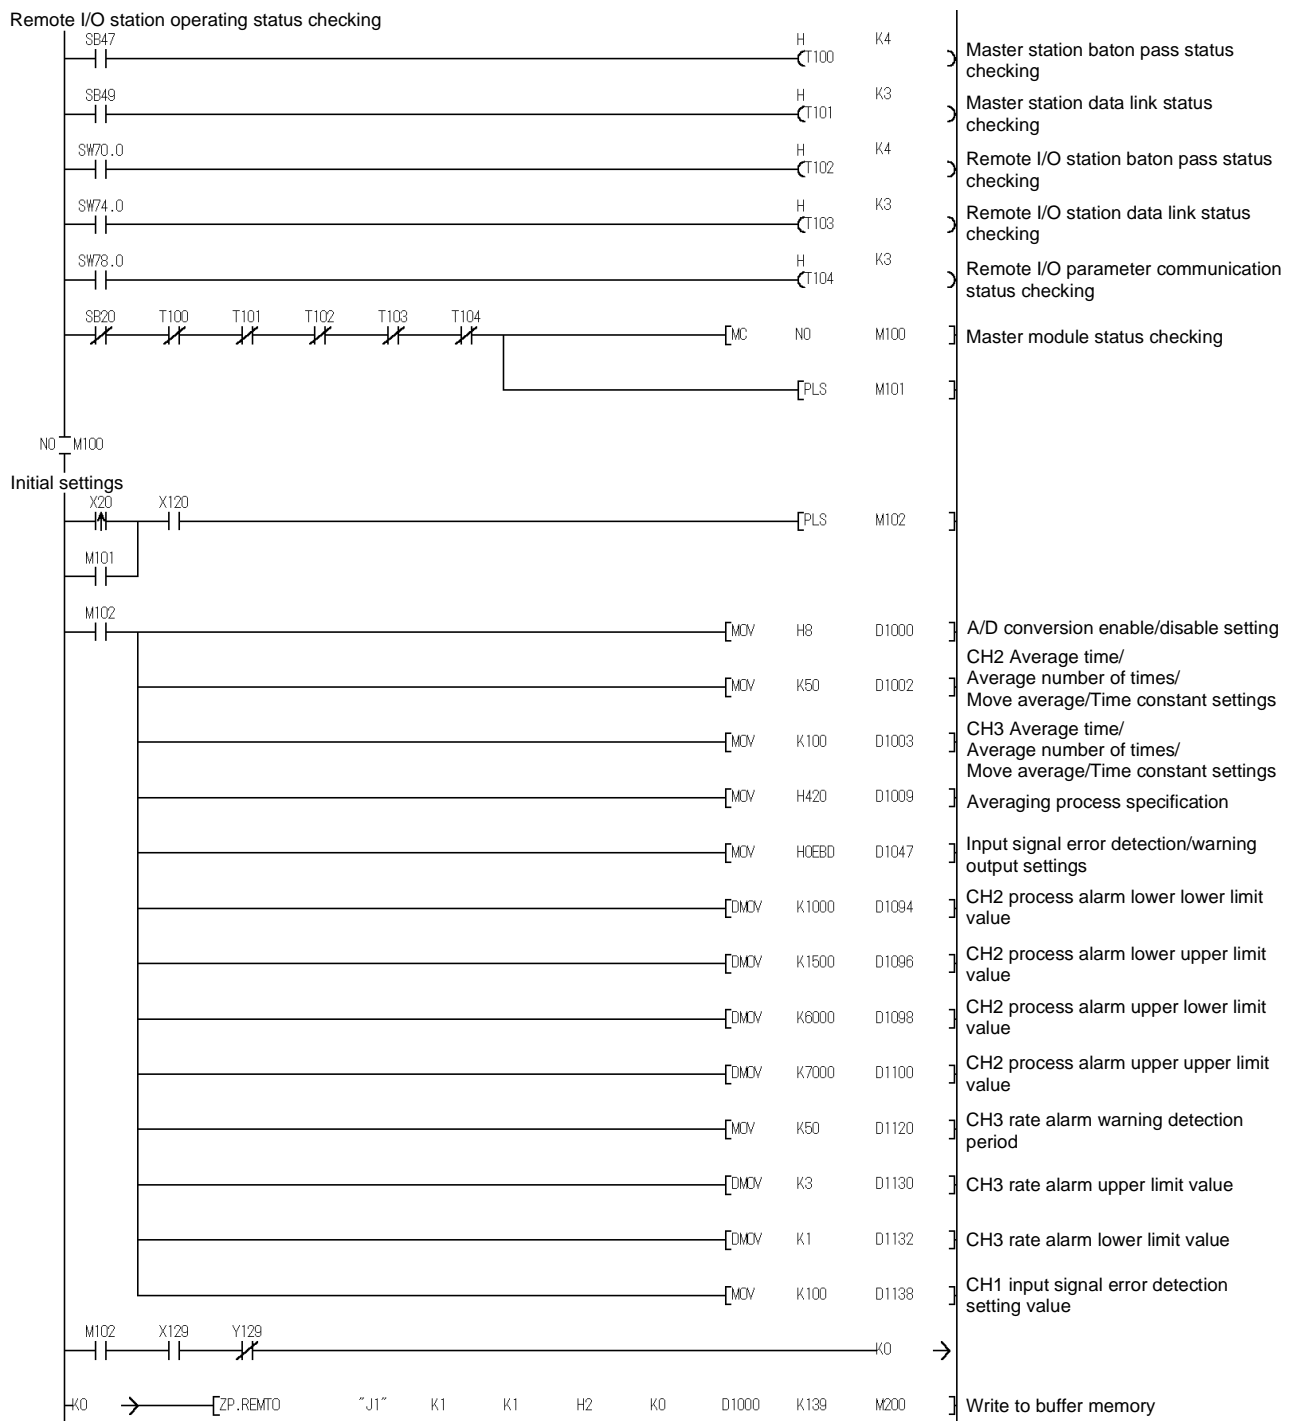 Remote I/O station operating status checking
SB47 H K4
T100 Master station baton pass status
checking
SB49 H K3
T101 Master station data link status
checking
SW70.0 H K4
T102 Remote I/O station baton pass status
checking
SW74.0 H K3
T103 Remote I/O station data link status
checking
SW78.0 H K3
T104 Remote I/O parameter communication
status checking
SB20 T100 T101 T102 T103 T104
MC N0 M100 Master module status checking
PLS M101
N0 M100
Initial settings
X20 X120
PLS M102
M101
M102
MOV H8 D1000 A/D conversion enable/disable setting
CH2 Average time/
Average number of times/
MOV K50 D1002 Move average/Time constant settings
CH3 Average time/
Average number of times/
MOV K100 D1003 Move average/Time constant settings
MOV H420 D1009 Averaging process specification
MOV H0EBD D1047 Input signal error detection/warning
output settings
DMOV K1000 D1094 CH2 process alarm lower lower limit
value
DMOV K1500 D1096 CH2 process alarm lower upper limit
value
DMOV K6000 D1098 CH2 process alarm upper lower limit
value
DMOV K7000 D1100 CH2 process alarm upper upper limit
value
MOV K50 D1120 CH3 rate alarm warning detection
period
DMOV K3 D1130 CH3 rate alarm upper limit value
DMOV K1 D1132 CH3 rate alarm lower limit value
MOV K100 D1138 CH1 input signal error detection
setting value
M102 X129 Y129
K0
K0 ZP.REMTO "J1" K1 K1 H2 K0 D1000 K139 M200 Write to buffer memory